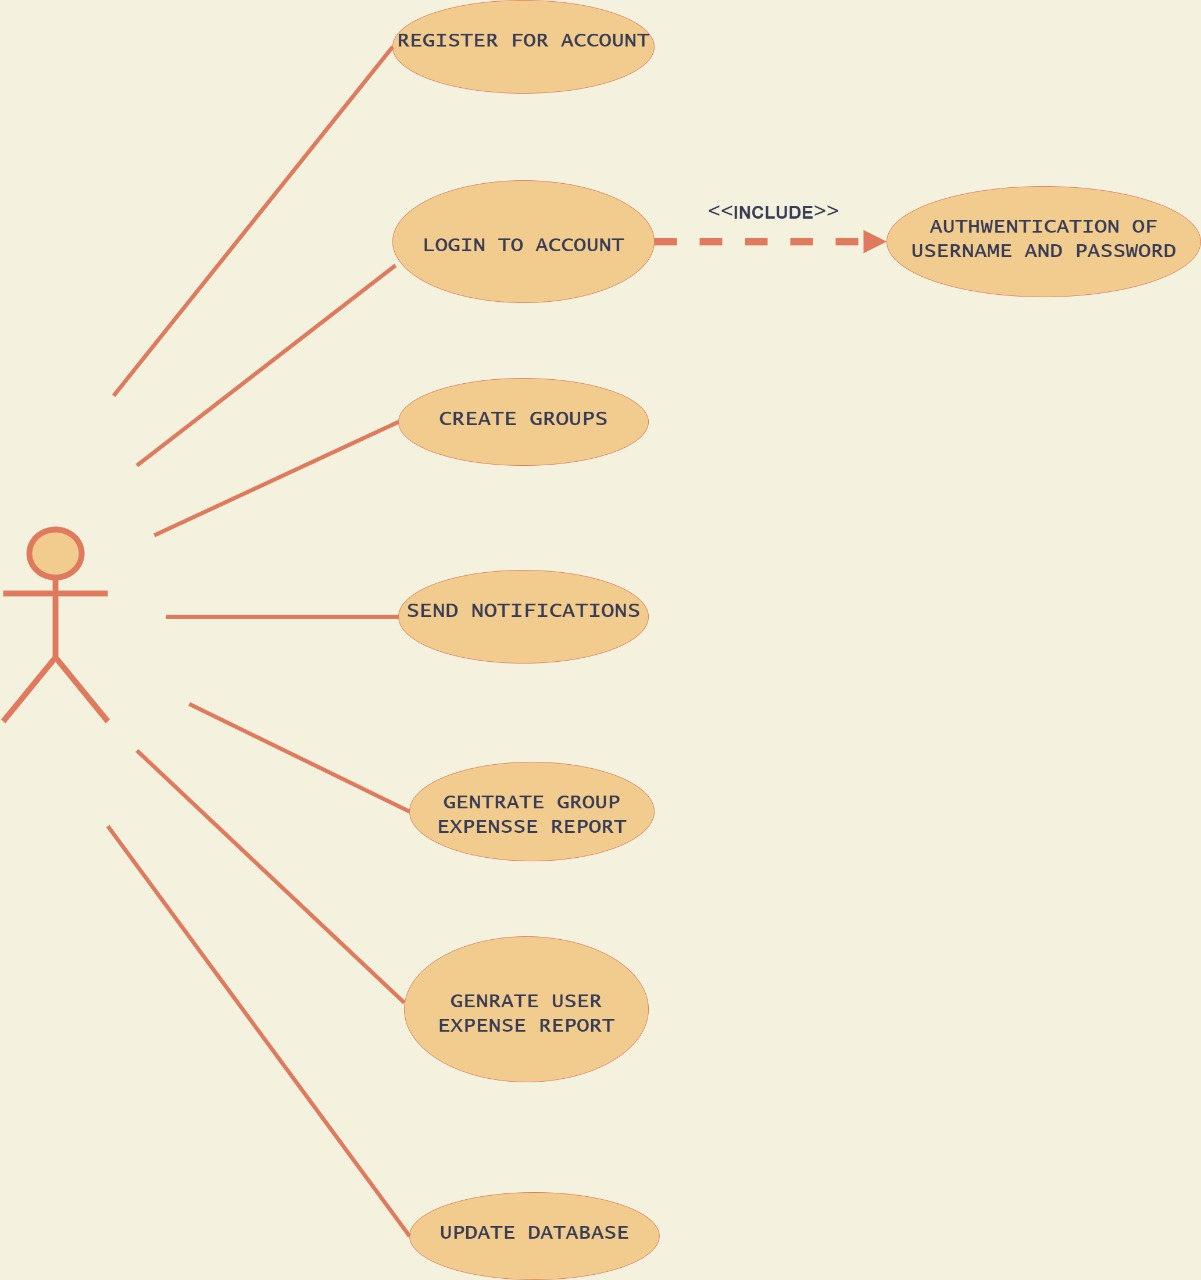 REGISTER FOR ACCOUNT
LOGIN TO ACCOUNT
<<INCLUDE>>
AUTHWENTICATION OF
USERNAME AND PASSWORD
CREATE GROUPS
SEND NOTIFICATIONS
GENTRATE GROUP
EXPENSSE REPORT
GENRATE USER
EXPENSE REPORT
UPDATE DATABASE